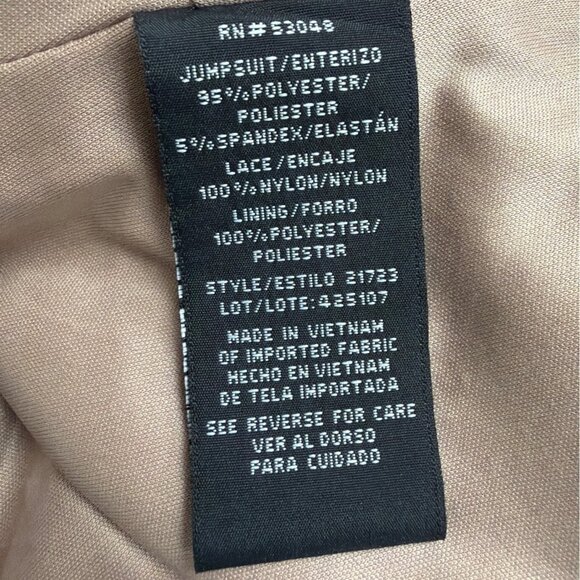 RN#53048
JUMPSUIT/ENTERIZO
95%POLYESTER/
POLIESTER
5%SPANDEX/ELASTÁN
LACE/ENCAJE
100%NYLON/NYLON
LINING/FORRO
100%POLYESTER/
POLIESTER
STYLE/ESTILO 21723
LOT/LOTE:425107
MADE IN VIETNAM
OF IMPORTED FABRIC
HECHO EN VIETNAM
DE TELA IMPORTADA
SEE REVERSE FOR CARE
VER AL DORSO
PARA CUIDADO